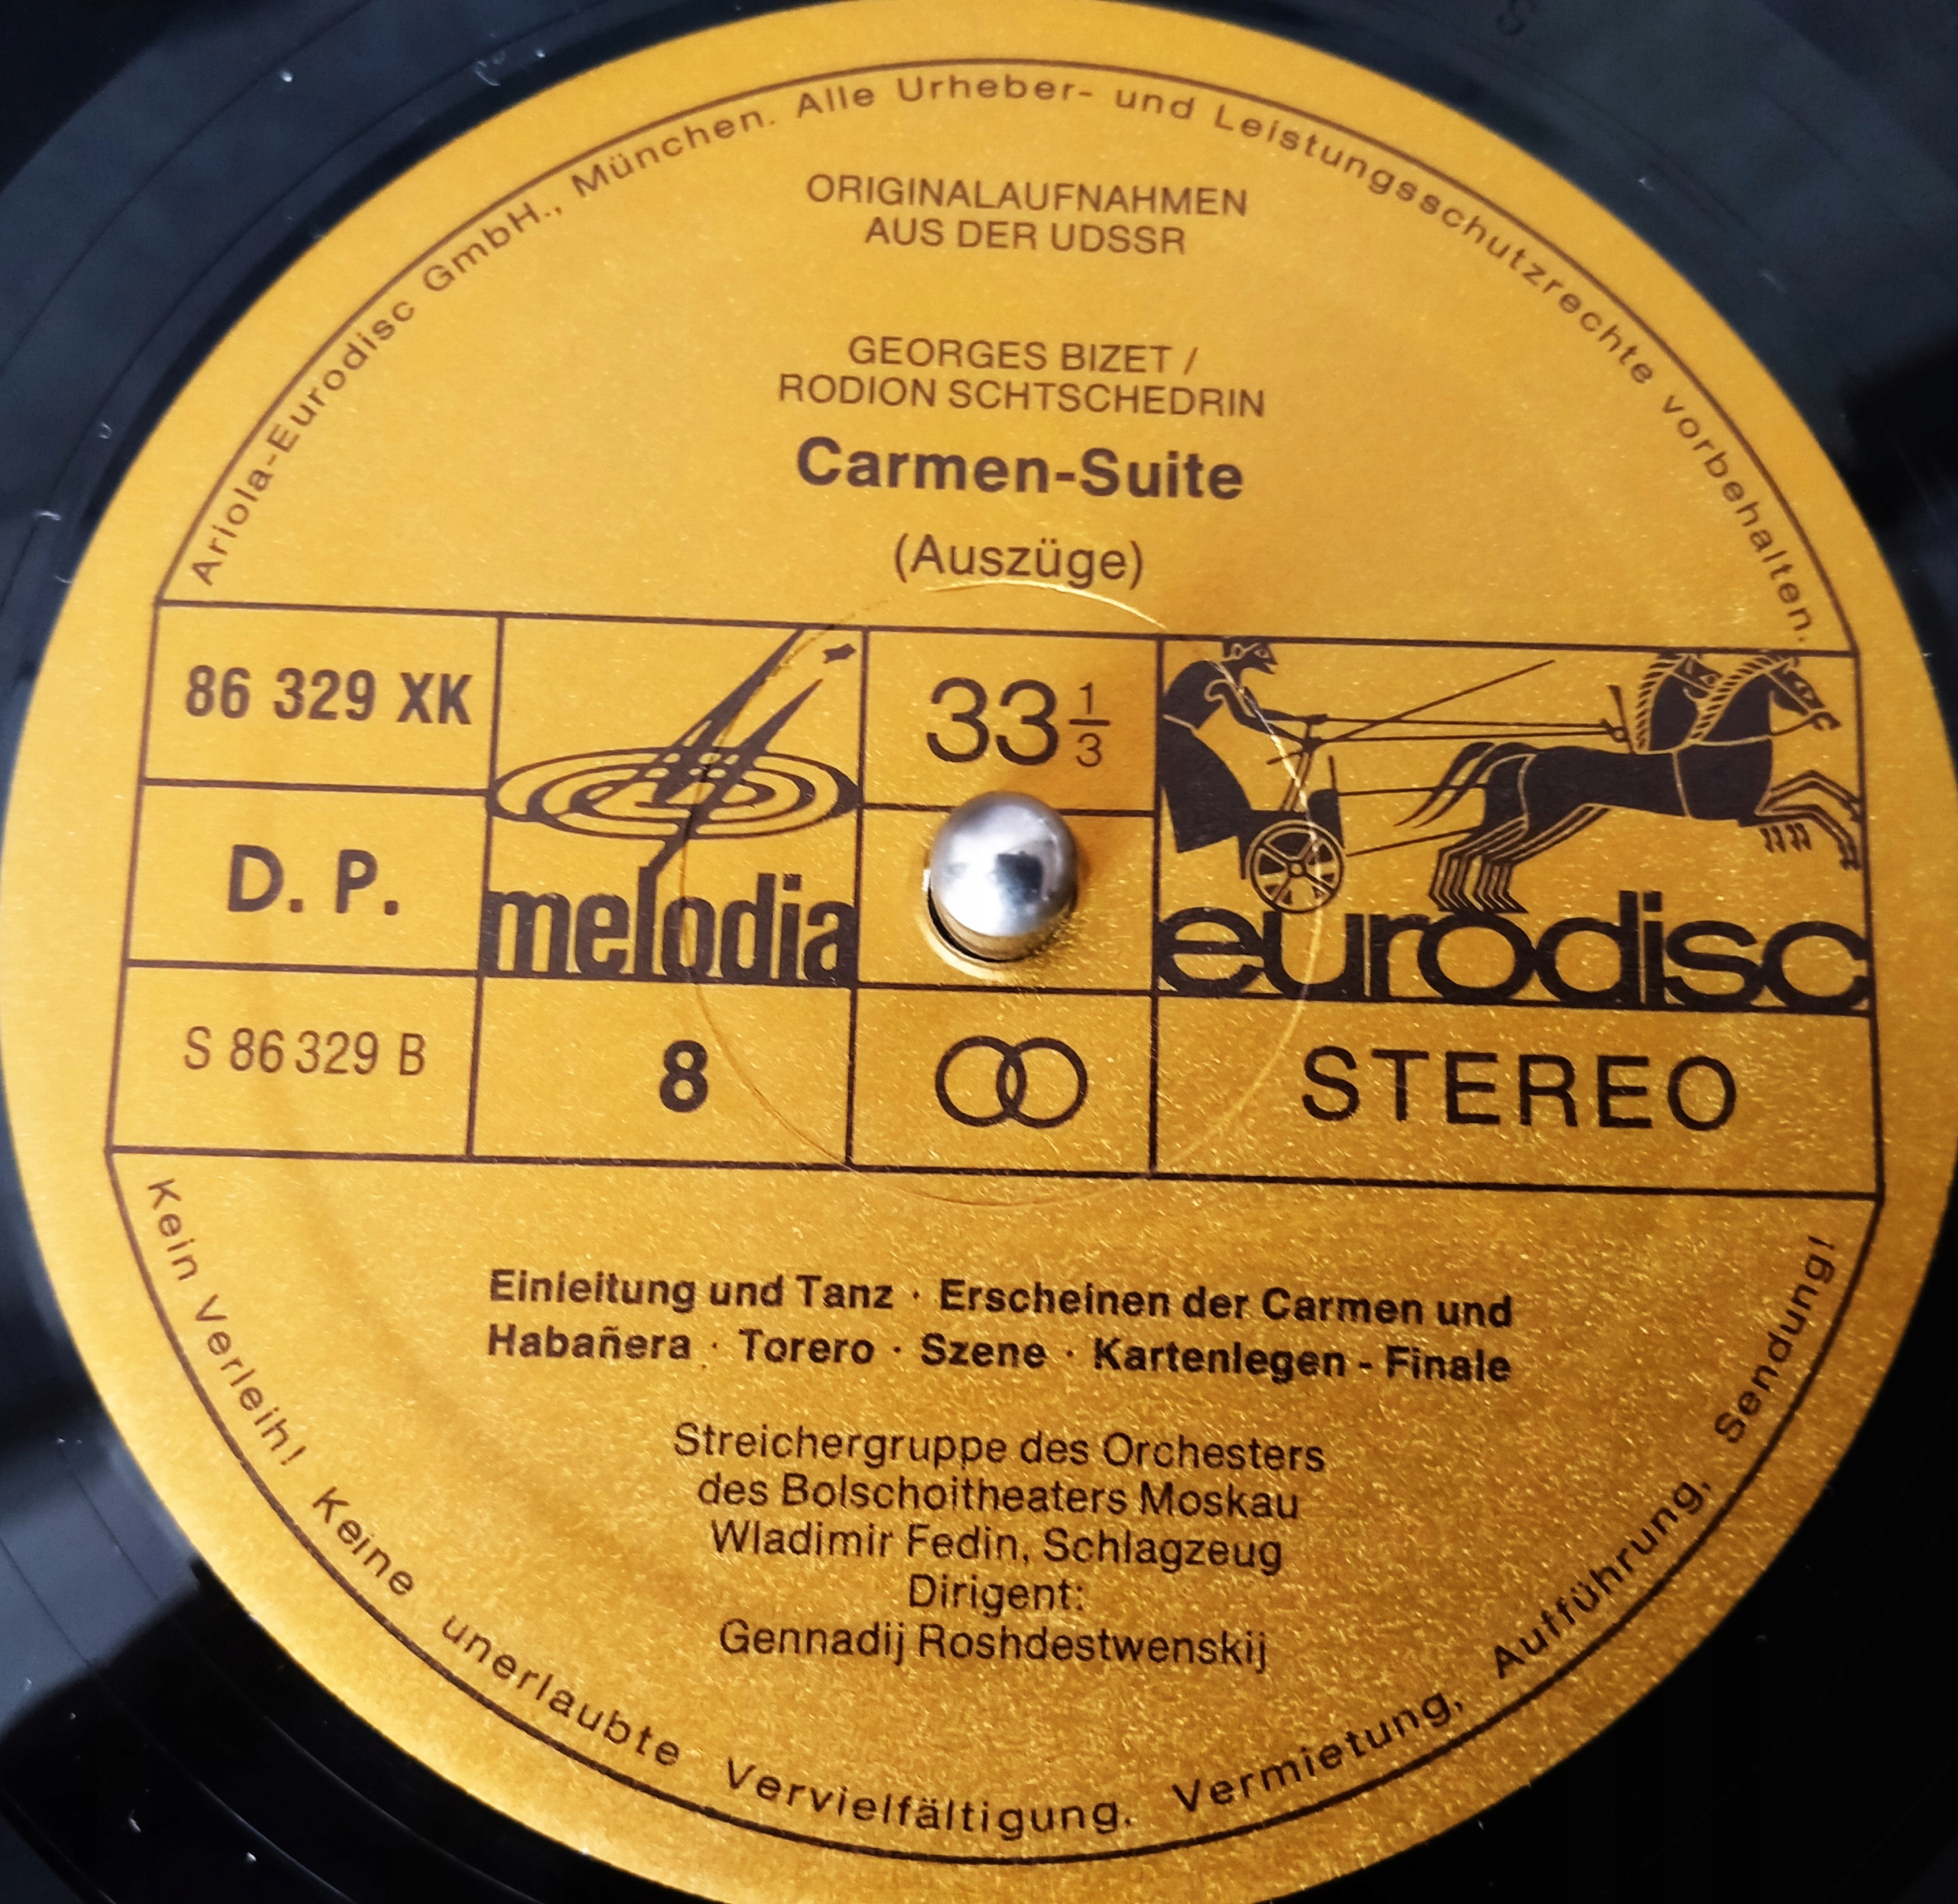 Ariola-Eurodisc GmbH., München. Alle Urheber- und Leistungsschutzrechte vorbehalten.
ORIGINALAUFNAHMEN
AUS DER UDSSR
GEORGES BIZET /
RODION SCHTSCHEDRIN
Carmen-Suite
(Auszüge)
86 329 XK
33 1/3
D. P.
melodia
eurodisc
S 86 329 B
8
STEREO
Einleitung und Tanz · Erscheinen der Carmen und
Habañera · Torero · Szene · Kartenlegen - Finale
Streichergruppe des Orchesters
des Bolschoitheaters Moskau
Wladimir Fedin, Schlagzeug
Dirigent:
Gennadij Roshdestwenskij
Kein Verleih! Keine unerlaubte Vervielfältigung, Vermietung, Aufführung, Sendung!